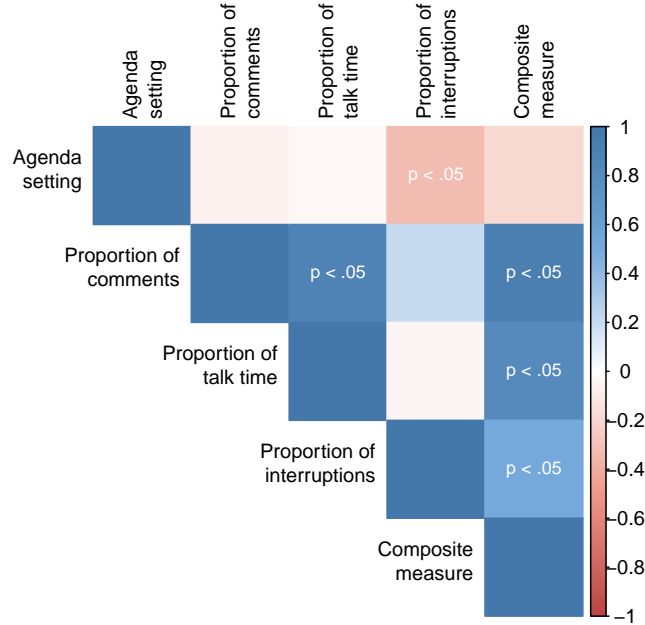 Agenda
setting
Proportion of
comments
Proportion of
talk time
Proportion of
interruptions
Composite
measure
Agenda
setting
p < .05
Proportion of
comments
p < .05
p < .05
Proportion of
talk time
p < .05
Proportion of
interruptions
p < .05
Composite
measure
1
0.8
0.6
0.4
0.2
0
−0.2
−0.4
−0.6
−0.8
−1